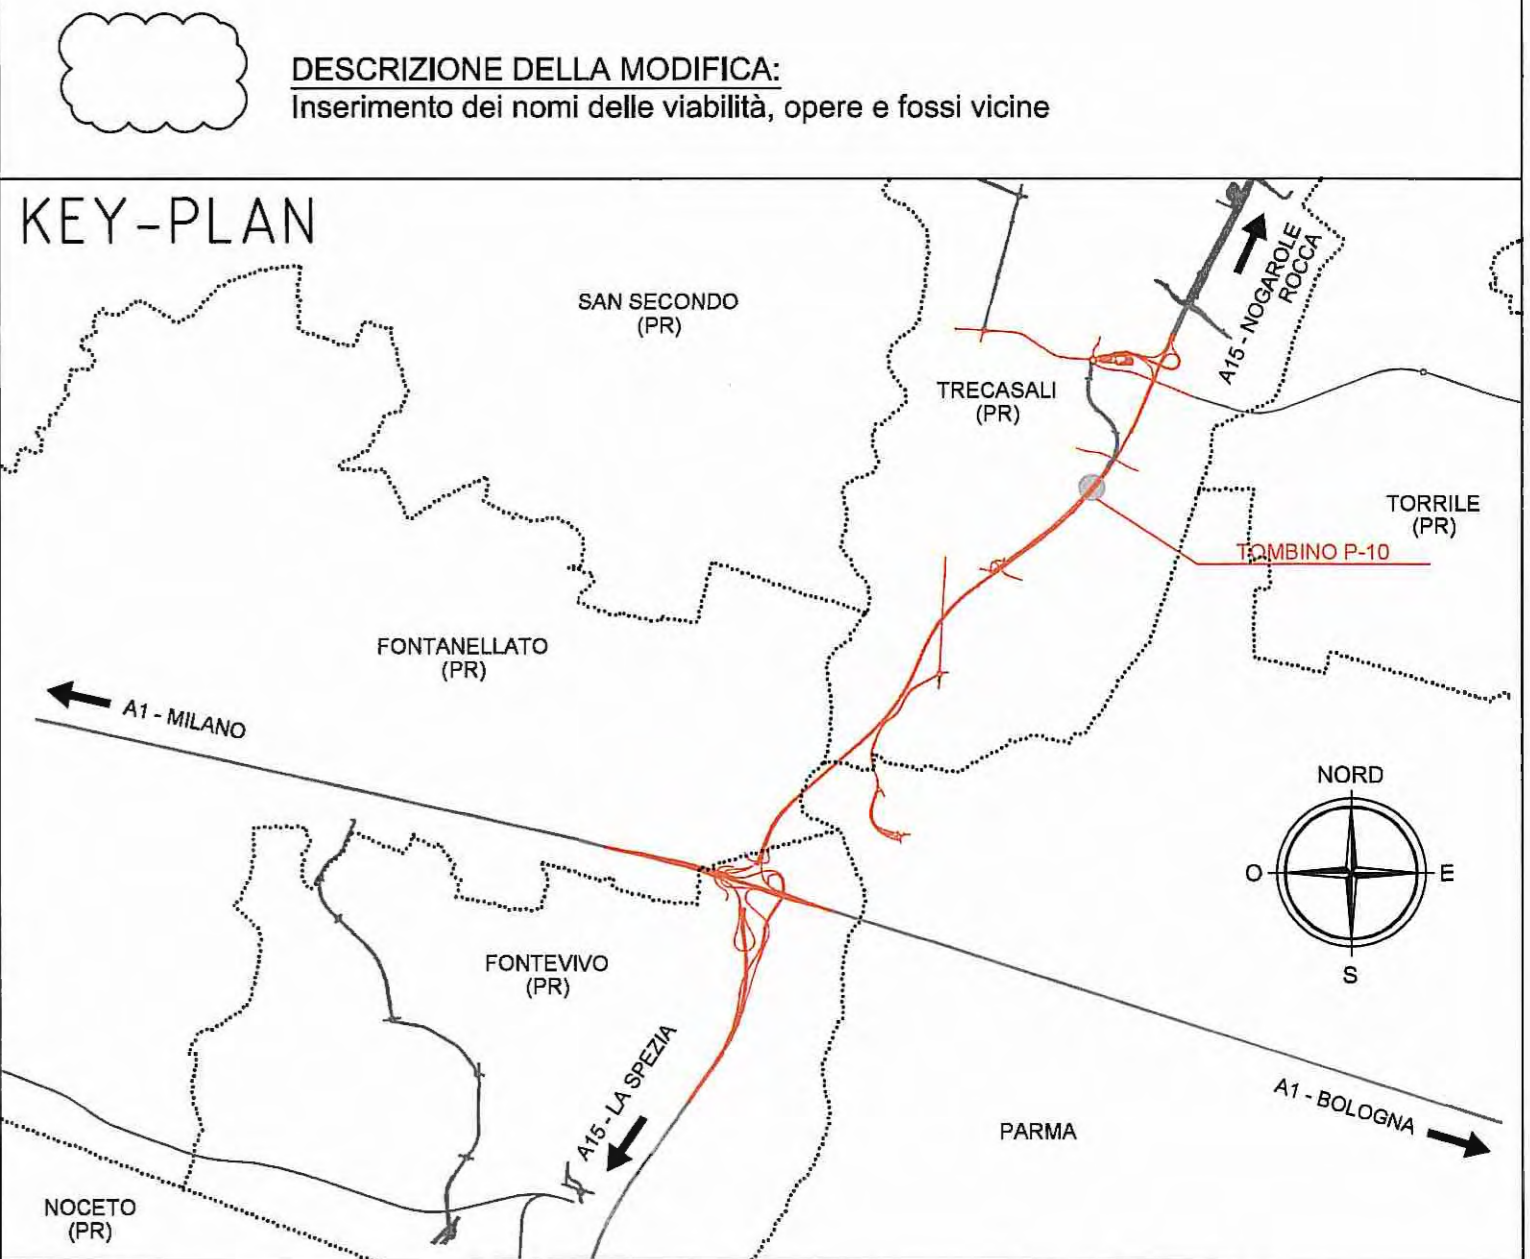 DESCRIZIONE DELLA MODIFICA:
Inserimento dei nomi delle viabilità, opere e fossi vicine
KEY-PLAN
SAN SECONDO
(PR)
A15 - NOGAROLE
ROCCA
TRECASALI
(PR)
TORRILE
(PR)
TOMBINO P-10
FONTANELLATO
(PR)
A1 - MILANO
NORD
O
E
S
FONTEVIVO
(PR)
A15 - LA SPEZIA
A1 - BOLOGNA
PARMA
NOCETO
(PR)